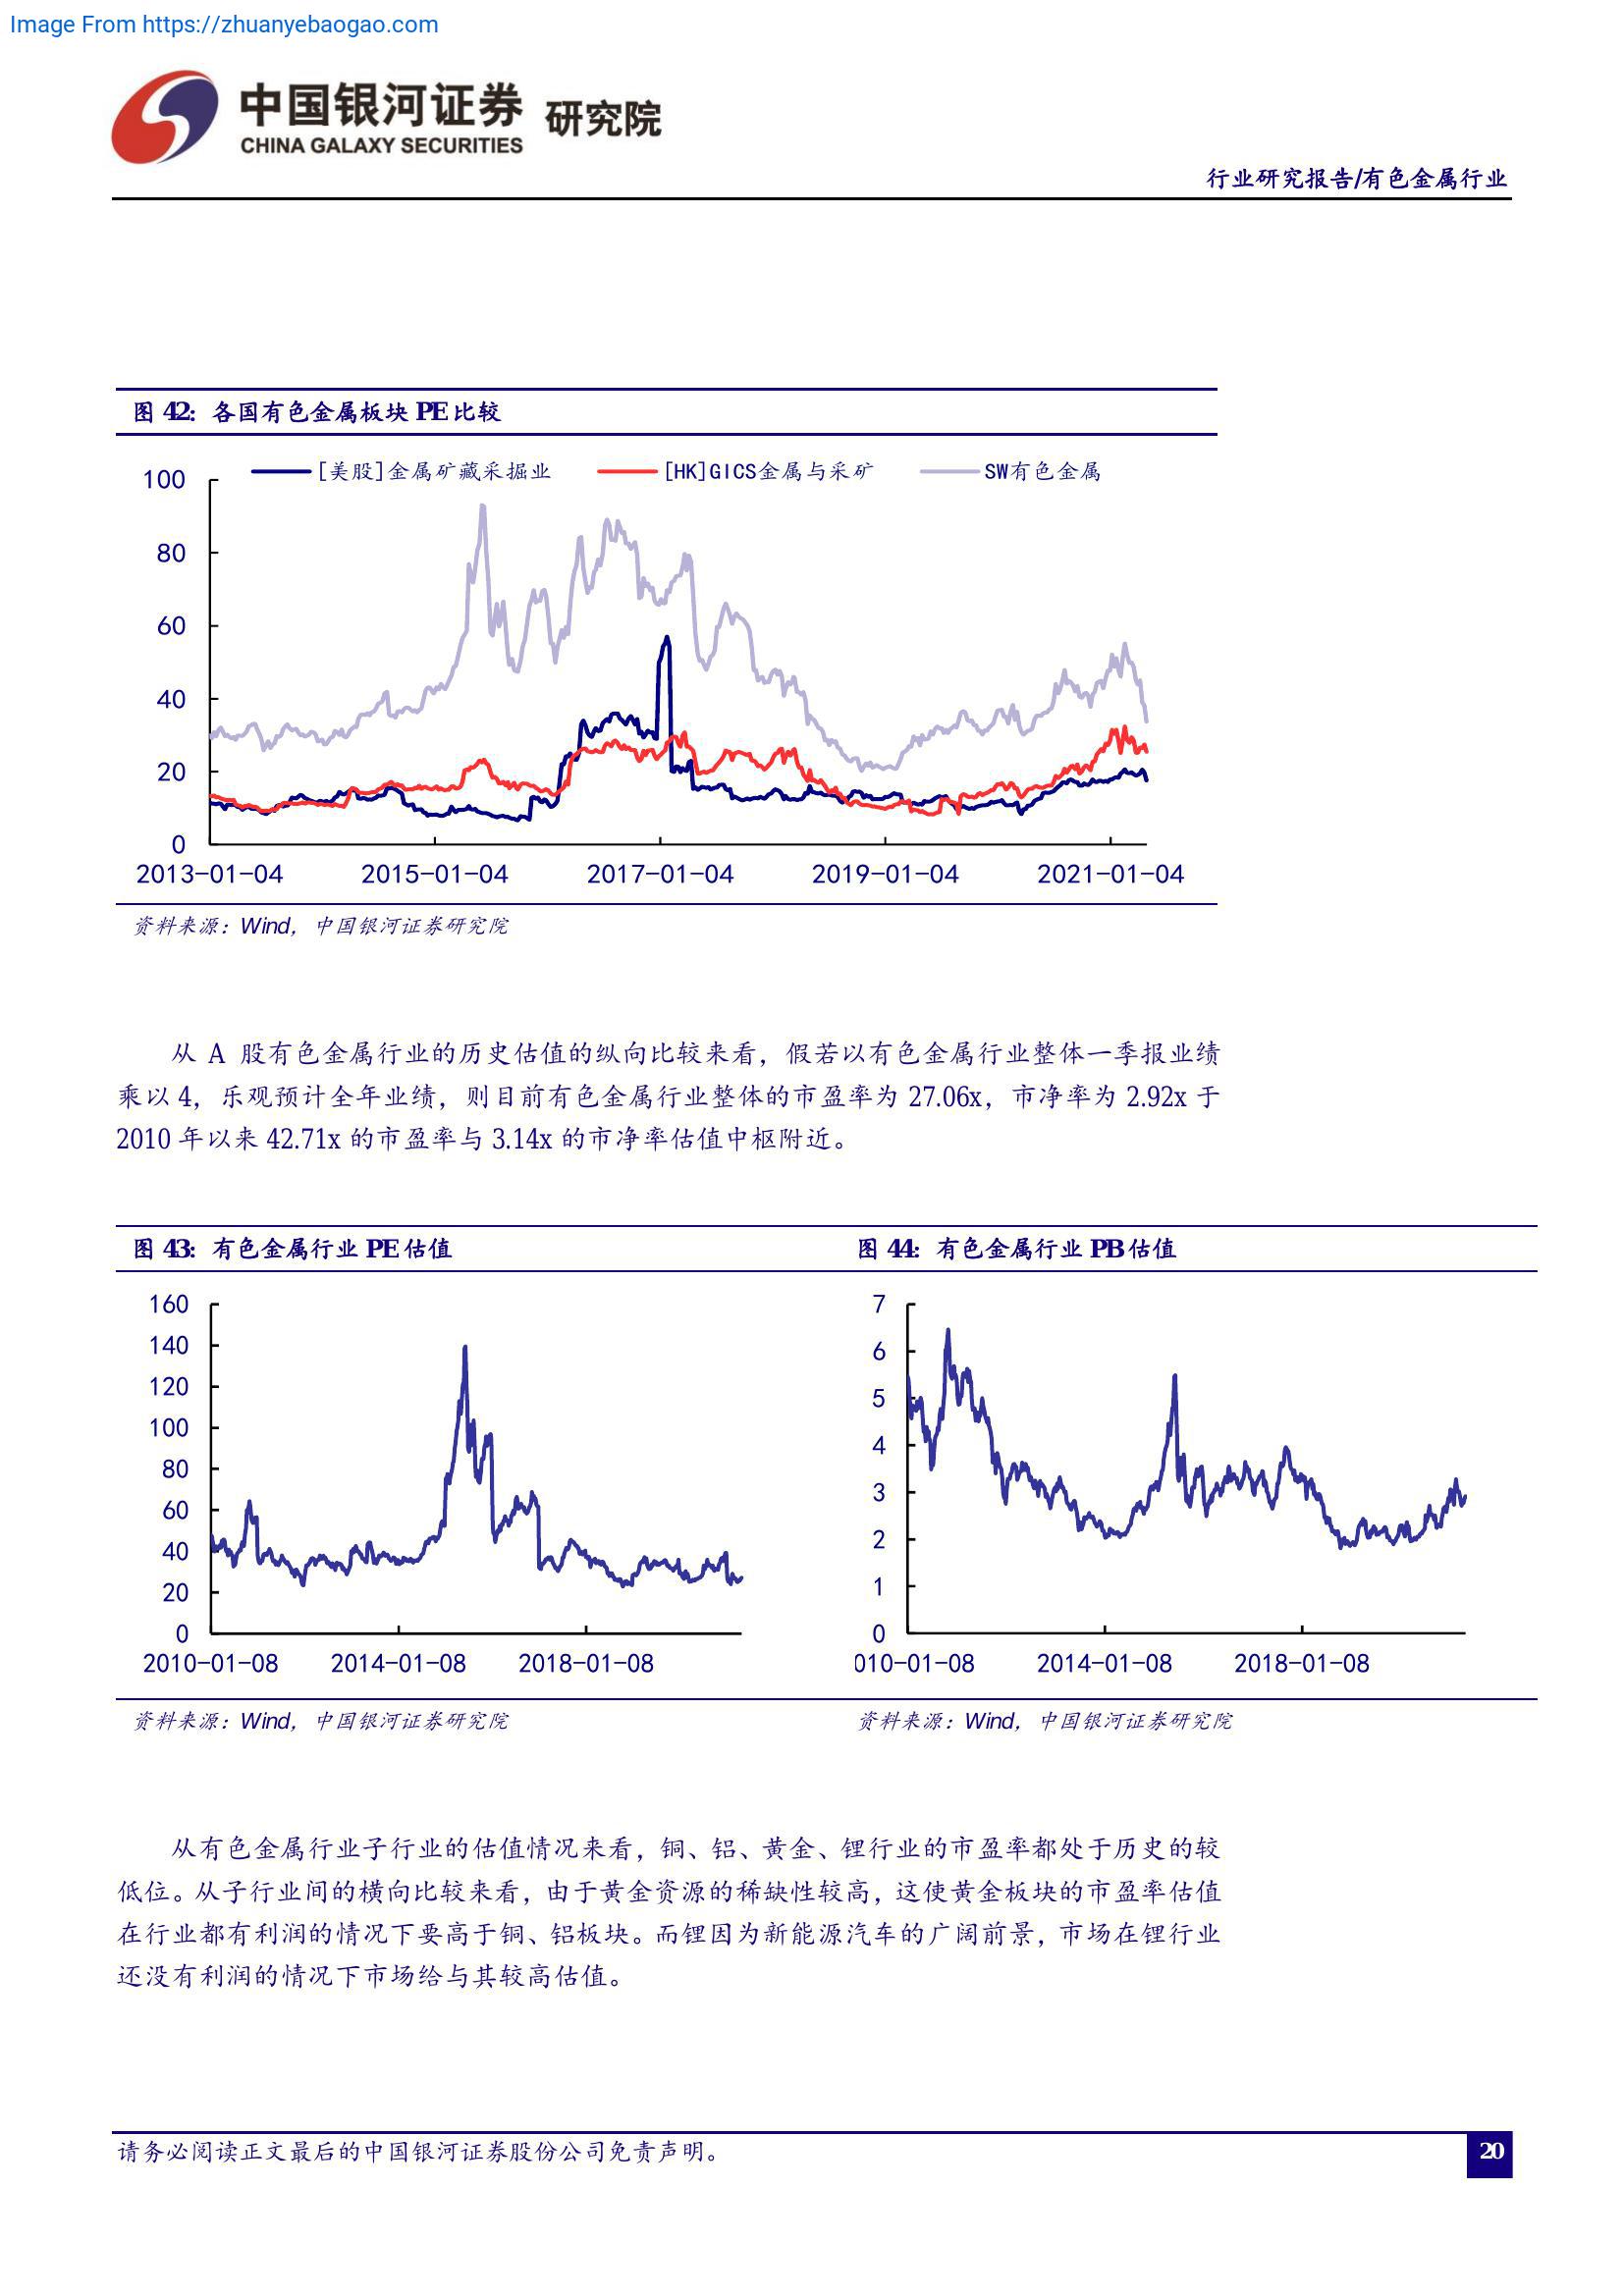 Image From https://zhuanyebaogao.com
中国银河证券 研究院
CHINA GALAXY SECURITIES
行业研究报告/有色金属行业
图 42: 各国有色金属板块 PE 比较
[美股]金属矿藏采掘业 [HK]GICS金属与采矿 SW有色金属
100
80
60
40
20
0
2013-01-04 2015-01-04 2017-01-04 2019-01-04 2021-01-04
资料来源: Wind, 中国银河证券研究院
从 A 股有色金属行业的历史估值的纵向比较来看，假若以有色金属行业整体一季报业绩
乘以 4，乐观预计全年业绩，则目前有色金属行业整体的市盈率为 27.06x，市净率为 2.92x 于
2010 年以来 42.71x 的市盈率与 3.14x 的市净率估值中枢附近。
图 43: 有色金属行业 PE 估值
160
140
120
100
80
60
40
20
0
2010-01-08 2014-01-08 2018-01-08
资料来源: Wind, 中国银河证券研究院
图 44: 有色金属行业 PB 估值
7
6
5
4
3
2
1
0
010-01-08 2014-01-08 2018-01-08
资料来源: Wind, 中国银河证券研究院
从有色金属行业子行业的估值情况来看，铜、铝、黄金、锂行业的市盈率都处于历史的较
低位。从子行业间的横向比较来看，由于黄金资源的稀缺性较高，这使黄金板块的市盈率估值
在行业都有利润的情况下要高于铜、铝板块。而锂因为新能源汽车的广阔前景，市场在锂行业
还没有利润的情况下市场给与其较高估值。
请务必阅读正文最后的中国银河证券股份公司免责声明。
20